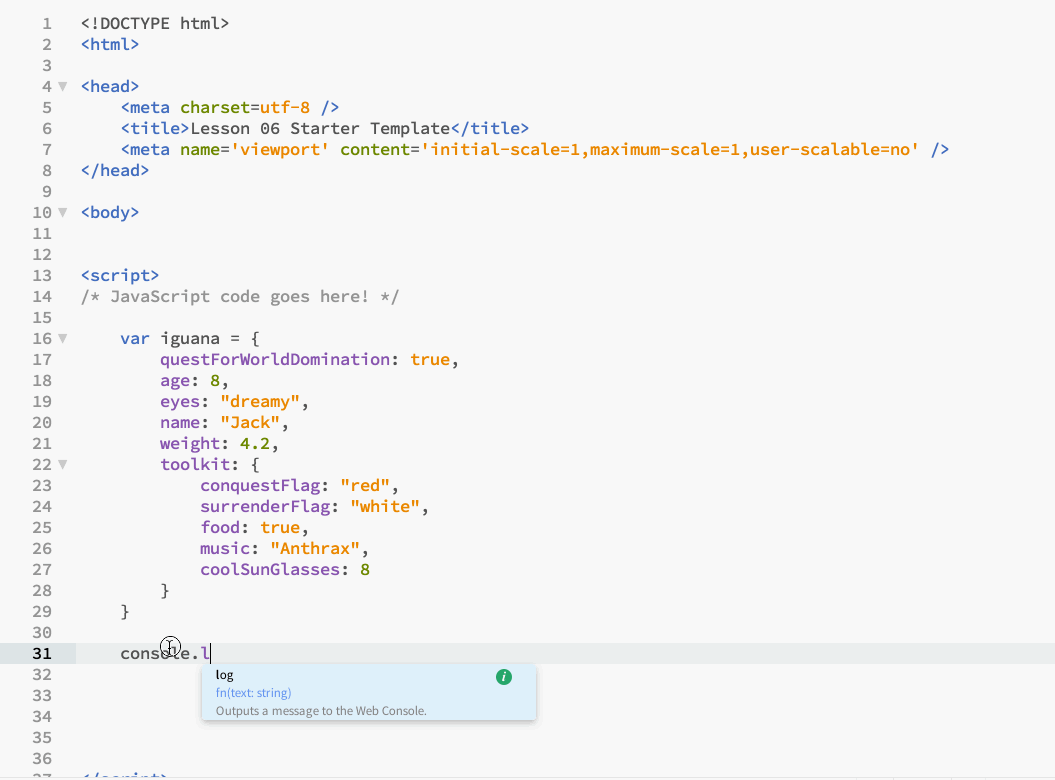 1 <!DOCTYPE html>
2 <html>
3
4 <head>
5 <meta charset=utf-8 />
6 <title>Lesson 06 Starter Template</title>
7 <meta name='viewport' content='initial-scale=1,maximum-scale=1,user-scalable=no' />
8 </head>
9
10 <body>
11
12
13 <script>
14 /* JavaScript code goes here! */
15
16 var iguana = {
17 questForWorldDomination: true,
18 age: 8,
19 eyes: "dreamy",
20 name: "Jack",
21 weight: 4.2,
22 toolkit: {
23 conquestFlag: "red",
24 surrenderFlag: "white",
25 food: true,
26 music: "Anthrax",
27 coolSunGlasses: 8
28 }
29 }
30
31 console.l
32 log
33 fn(text: string)
34 Outputs a message to the Web Console.
35
36
37 </script>